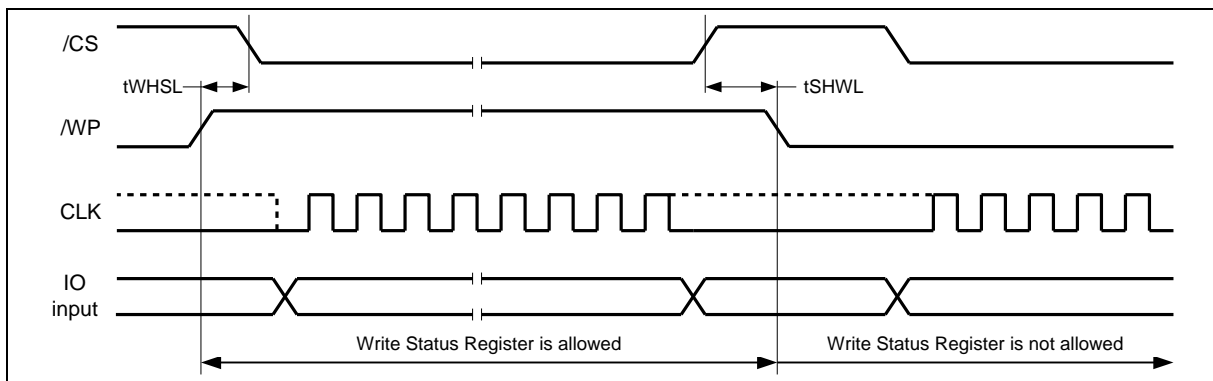 /CS
tWHSL
tSHWL
/WP
CLK
IO
input
Write Status Register is allowed
Write Status Register is not allowed